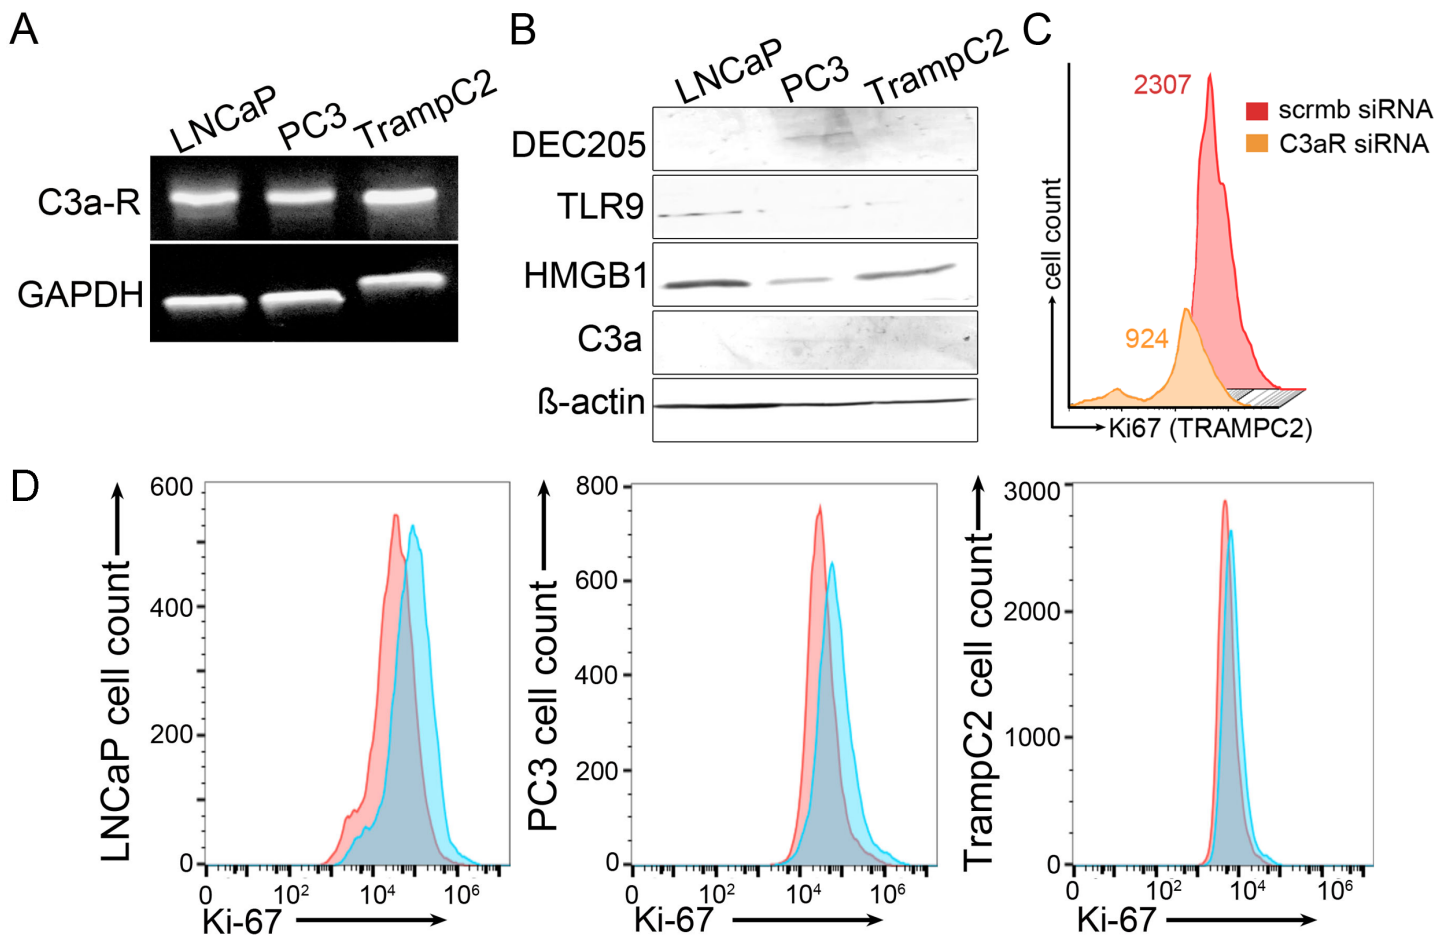 A
LNCaP PC3 TrampC2
C3a-R
GAPDH
B
LNCaP PC3 TrampC2
DEC205
TLR9
HMGB1
C3a
ß-actin
C
2307
924
scrmb siRNA
C3aR siRNA
cell count
Ki67 (TRAMPC2)
D
LNCaP cell count
600
400
200
0
0 10² 10⁴ 10⁶
Ki-67
PC3 cell count
800
600
400
200
0
0 10² 10⁴ 10⁶
Ki-67
TrampC2 cell count
3000
2000
1000
0
0 10² 10⁴ 10⁶
Ki-67